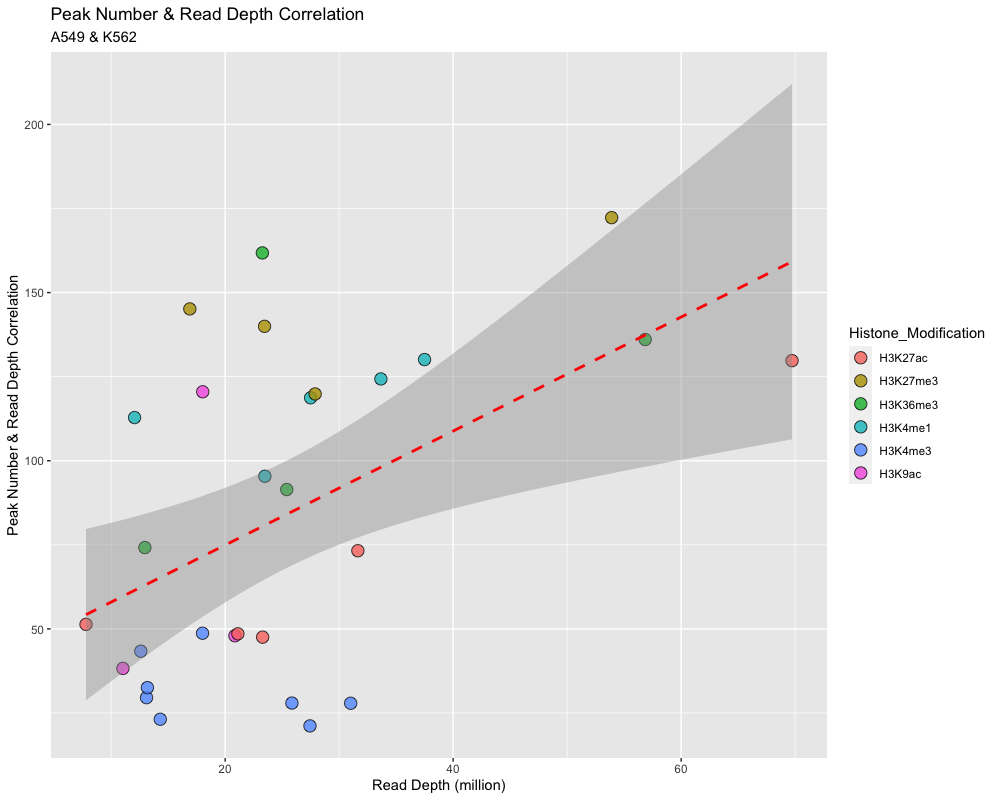 Peak Number & Read Depth Correlation
A549 & K562
Peak Number & Read Depth Correlation
200
150
100
50
20
40
60
Read Depth (million)
Histone_Modification
H3K27ac
H3K27me3
H3K36me3
H3K4me1
H3K4me3
H3K9ac